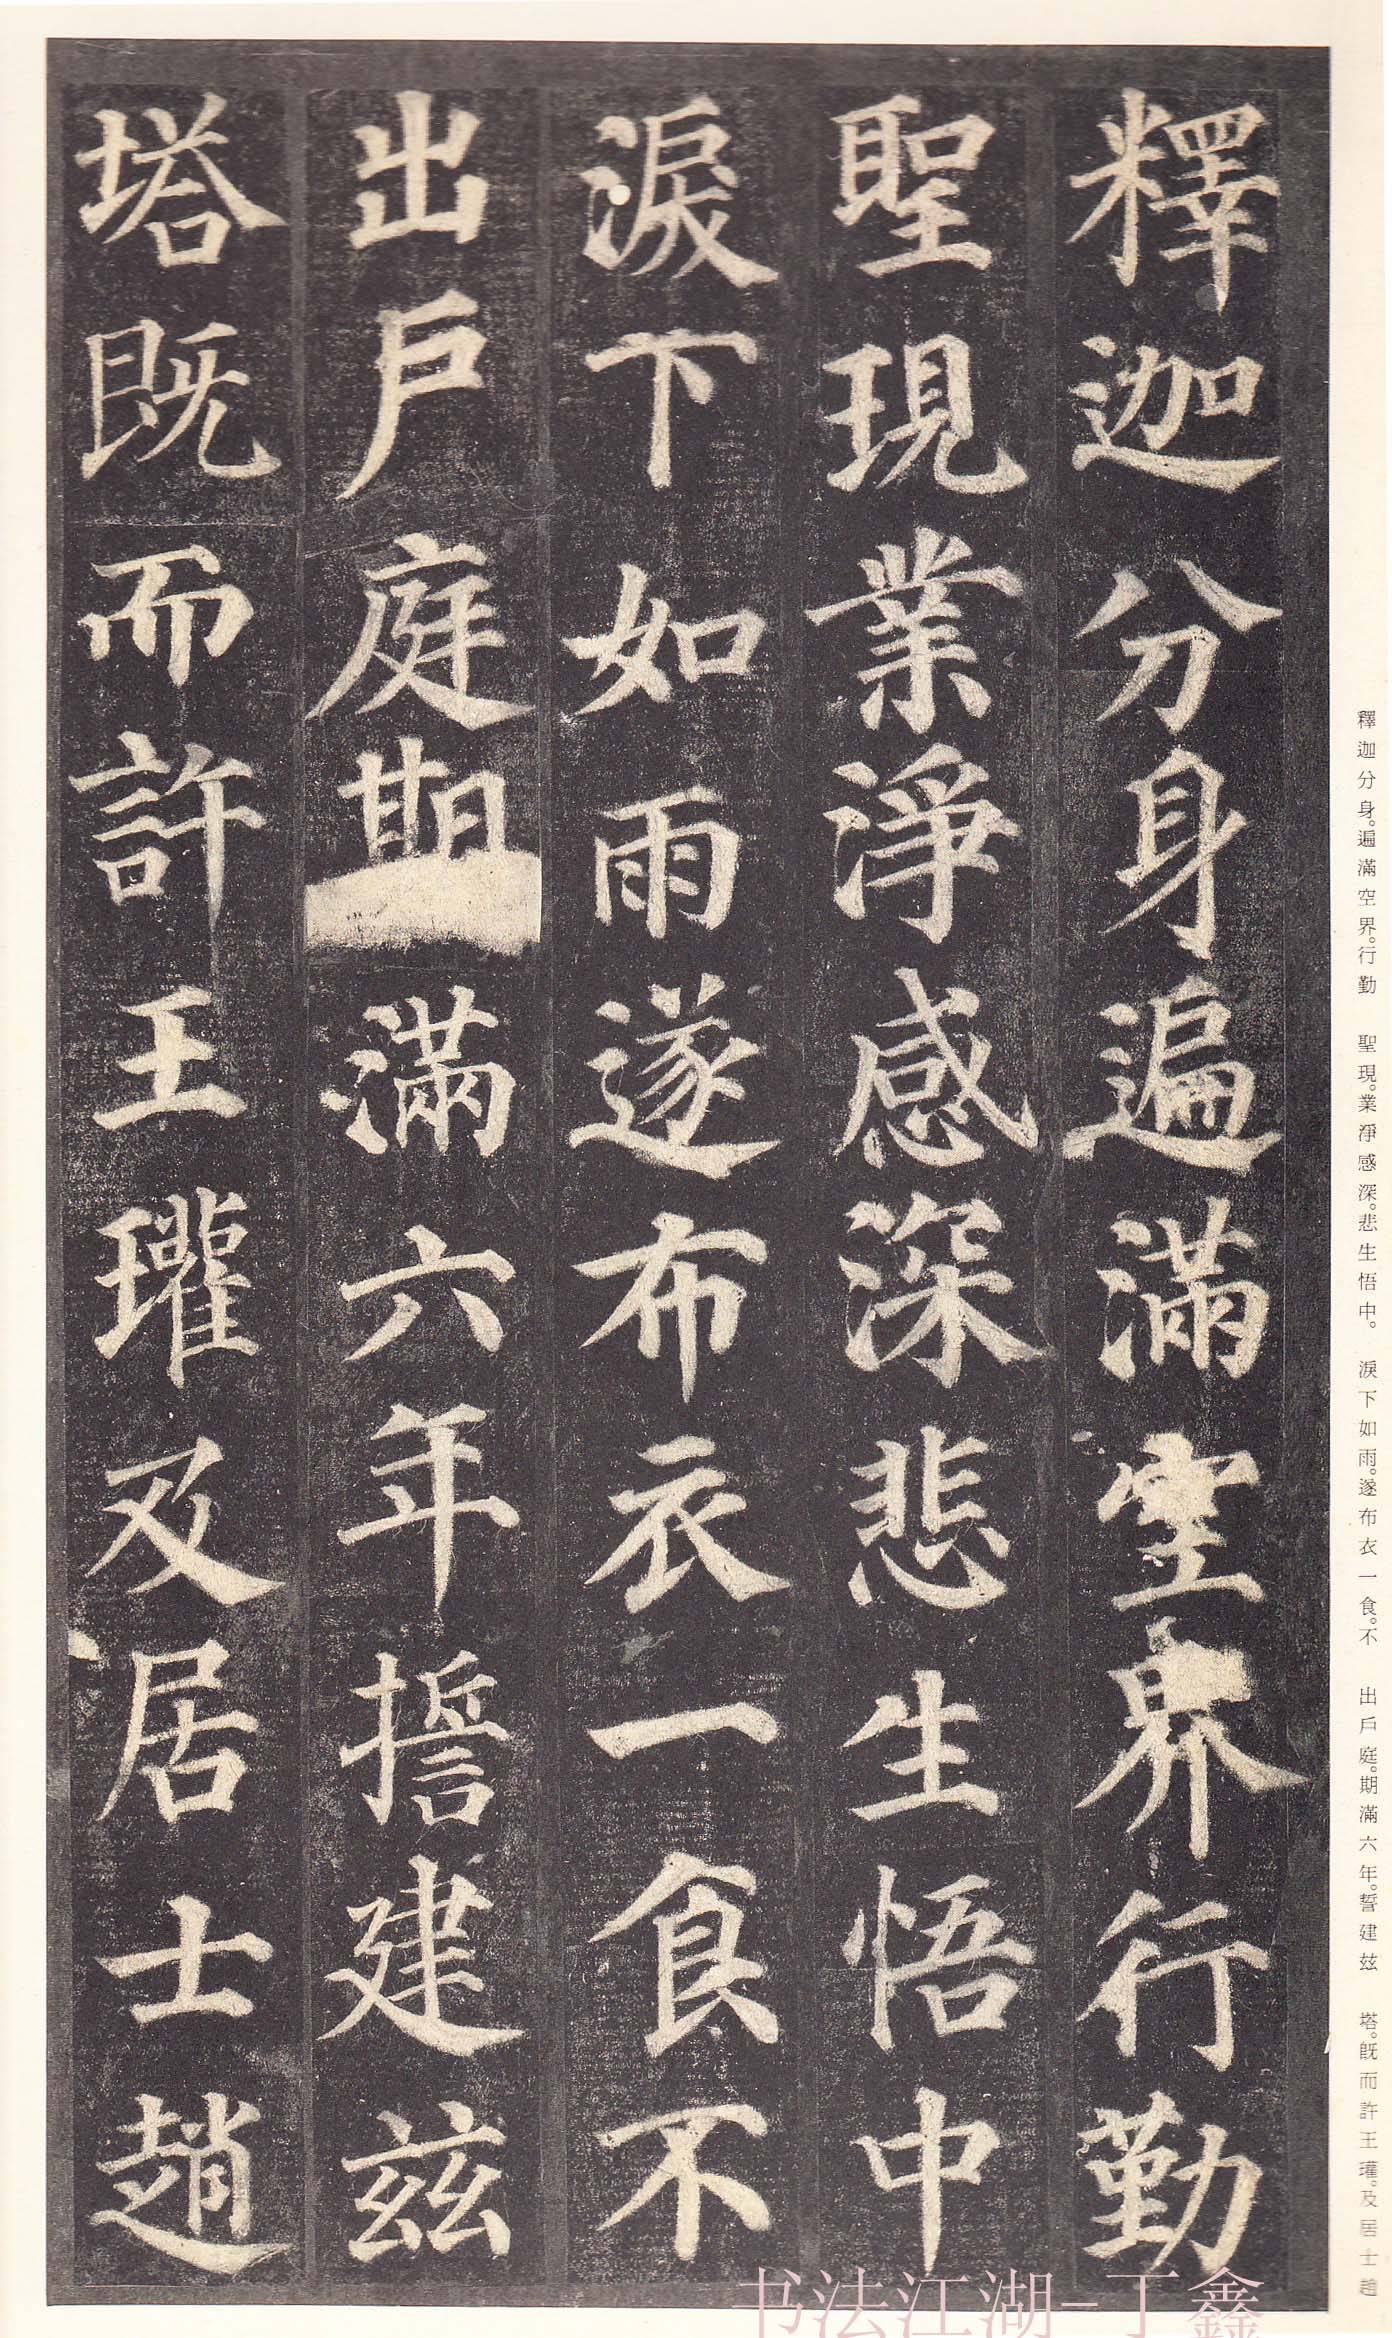 釋迦分身遍滿空界行勤
聖現業淨感深悲生悟中
淚下如雨遂布衣一食不
出戶庭期滿六年誓建茲
塔既而許王瓘及居士趙
釋迦分身。遍滿空界。行勤　聖現。業淨感深。悲生悟中。　淚下如雨。遂布衣一食。不　出戶庭。期滿六年。誓建玆　塔。既而許王瓘。及居士趙
书法江湖-丁鑫